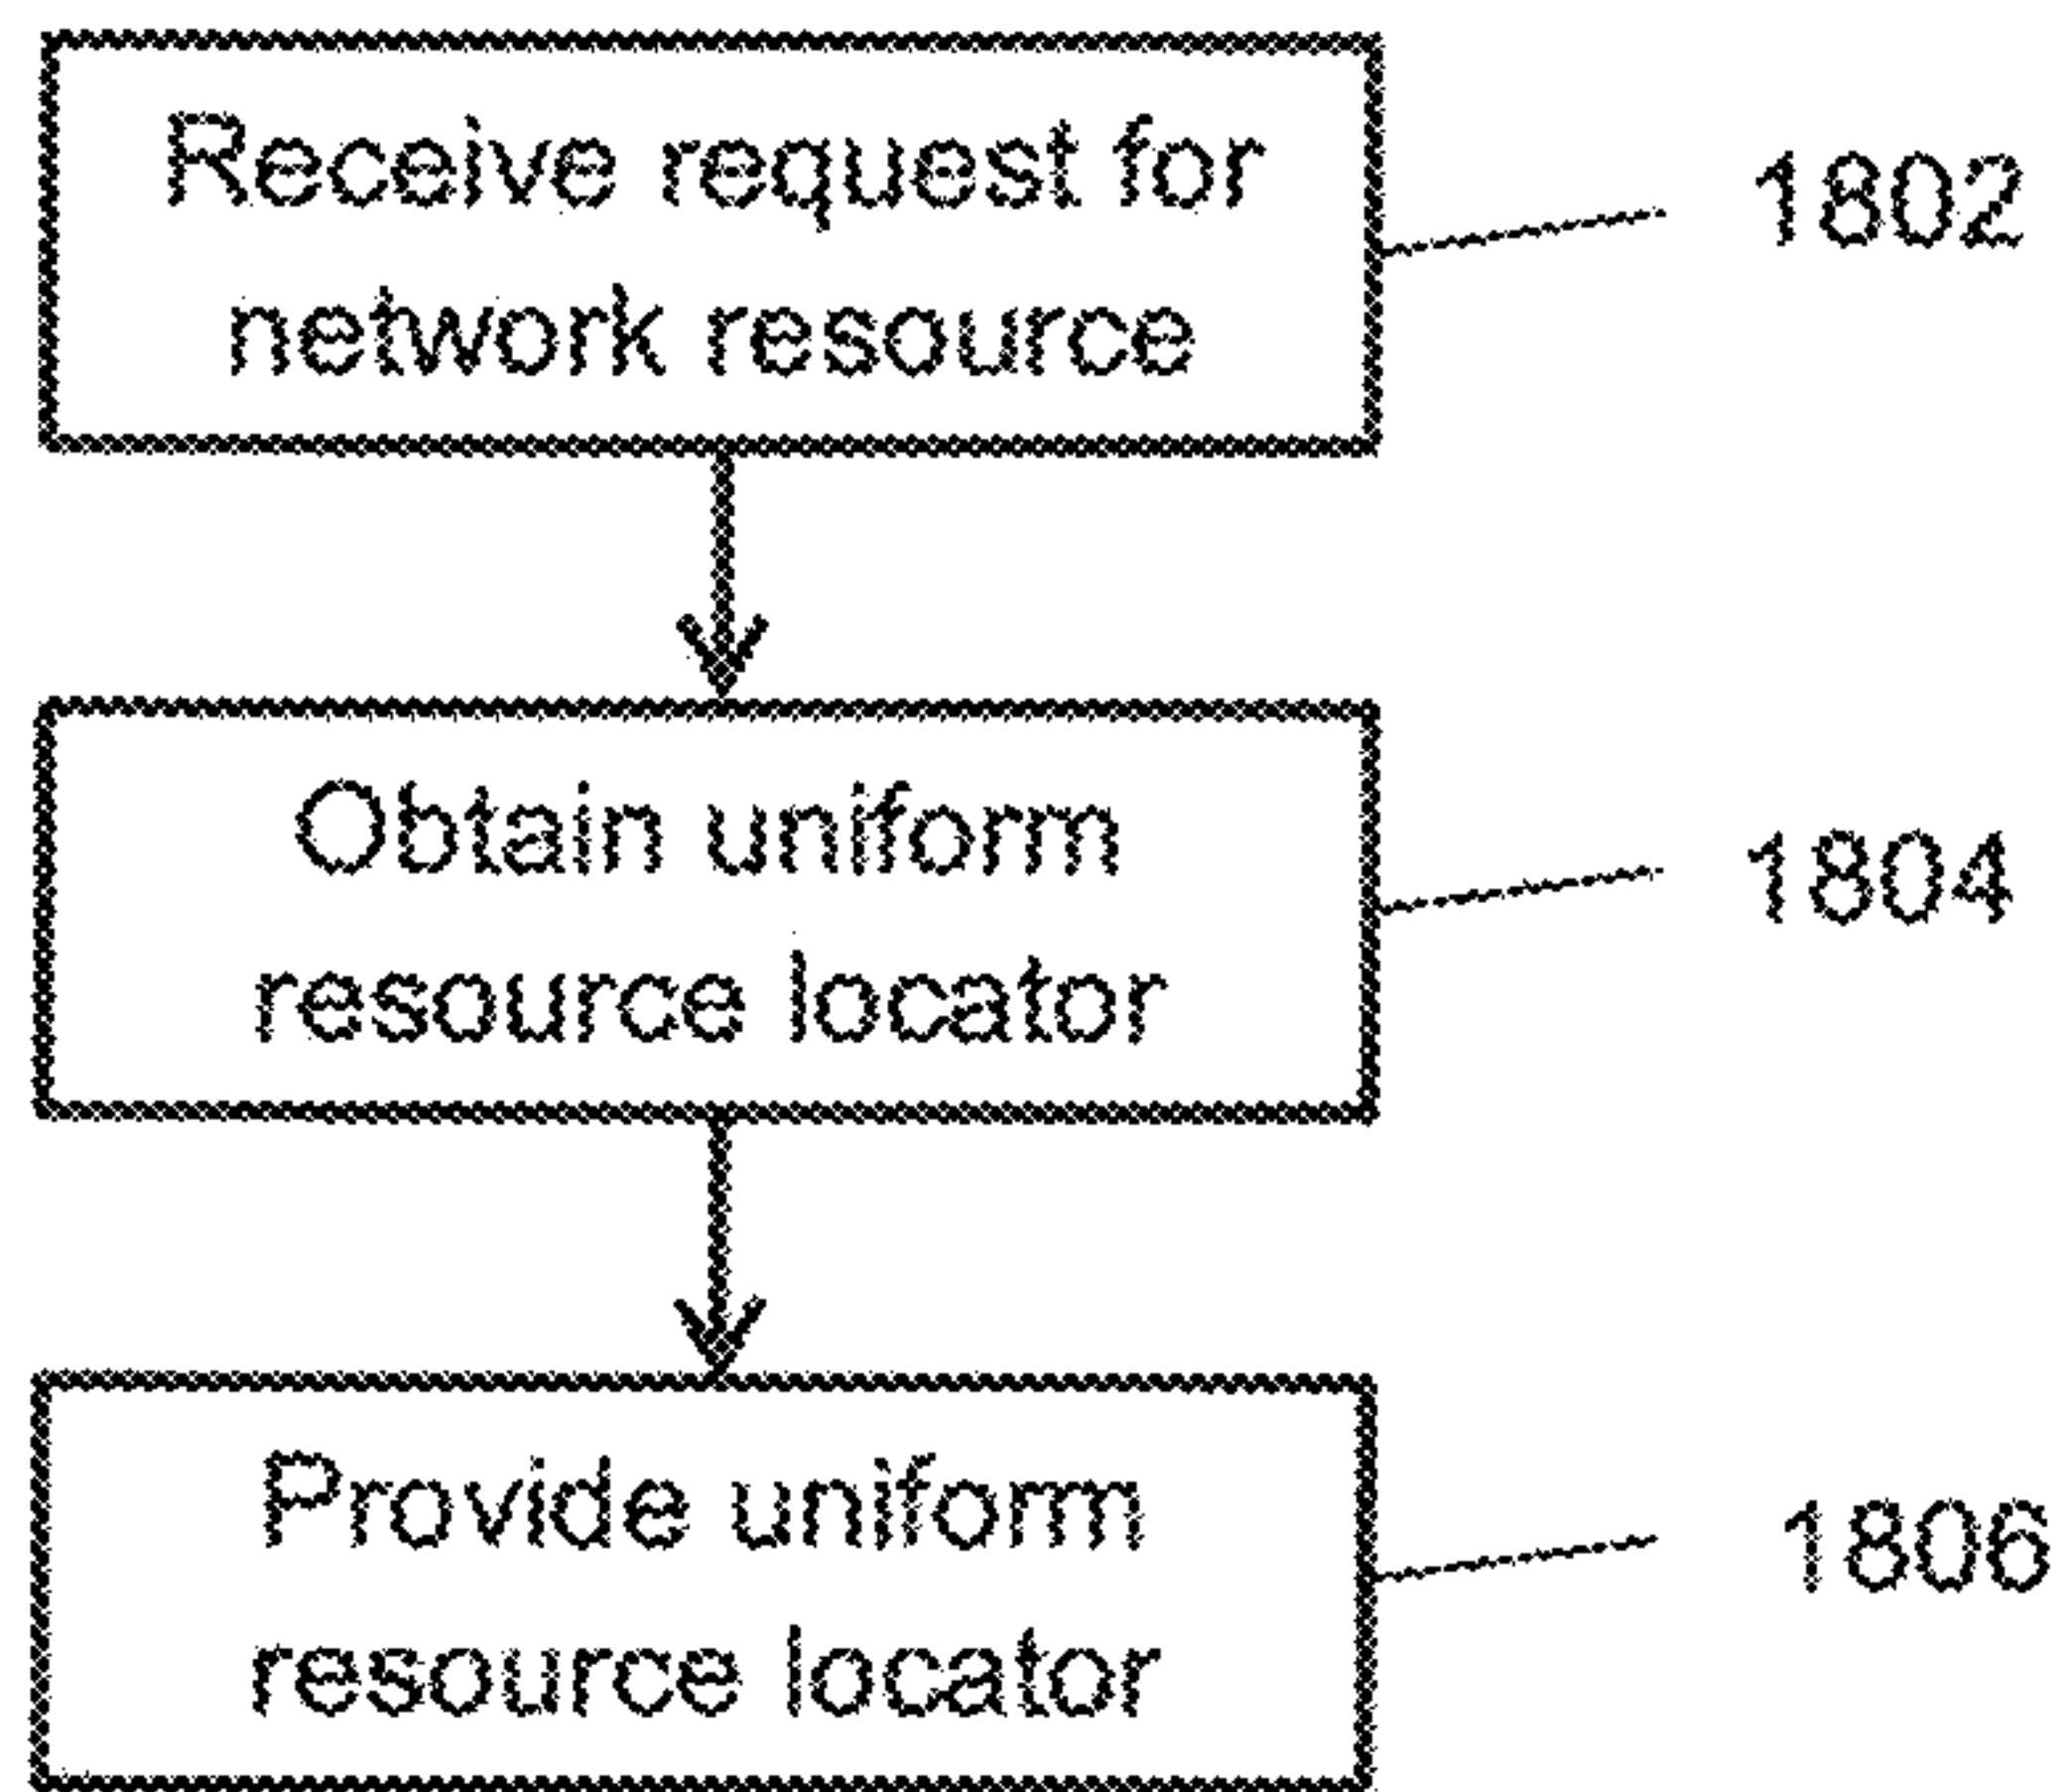 Receive request for
network resource
1802
Obtain uniform
resource locator
1804
Provide uniform
resource locator
1806